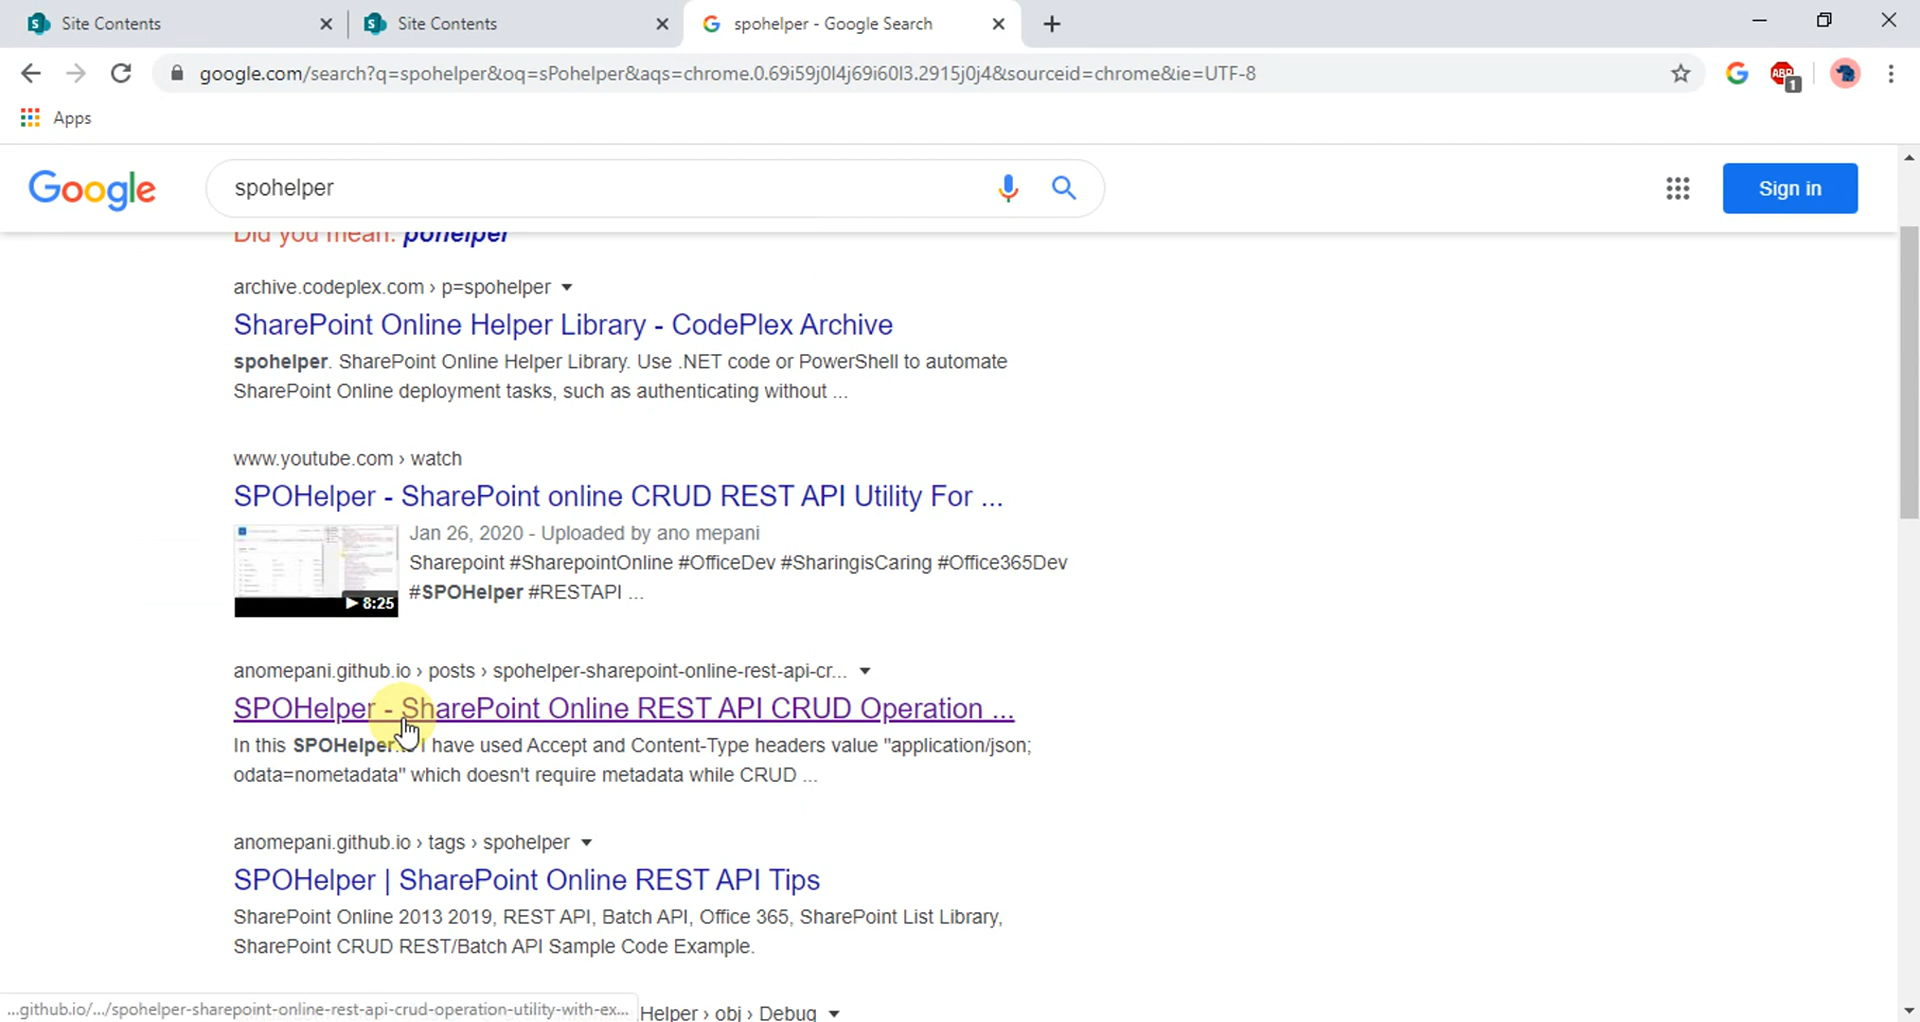 Site Contents
Site Contents
spohelper - Google Search
google.com/search?q=spohelper&oq=sPohelper&aqs=chrome.0.69i59j0l4j69i60l3.2915j0j4&sourceid=chrome&ie=UTF-8
ABP
1
Apps
Google
spohelper
Sign in
Did you mean: pohelper
archive.codeplex.com › p=spohelper
SharePoint Online Helper Library - CodePlex Archive
spohelper. SharePoint Online Helper Library. Use .NET code or PowerShell to automate
SharePoint Online deployment tasks, such as authenticating without ...
www.youtube.com › watch
SPOHelper - SharePoint online CRUD REST API Utility For ...
Jan 26, 2020 - Uploaded by ano mepani
Sharepoint #SharepointOnline #OfficeDev #SharingisCaring #Office365Dev
#SPOHelper #RESTAPI ...
8:25
anomepani.github.io › posts › spohelper-sharepoint-online-rest-api-cr...
SPOHelper - SharePoint Online REST API CRUD Operation ...
In this SPOHelper I have used Accept and Content-Type headers value "application/json;
odata=nometadata" which doesn't require metadata while CRUD ...
anomepani.github.io › tags › spohelper
SPOHelper | SharePoint Online REST API Tips
SharePoint Online 2013 2019, REST API, Batch API, Office 365, SharePoint List Library,
SharePoint CRUD REST/Batch API Sample Code Example.
...github.io/.../spohelper-sharepoint-online-rest-api-crud-operation-utility-with-ex...
Helper › obj › Debug